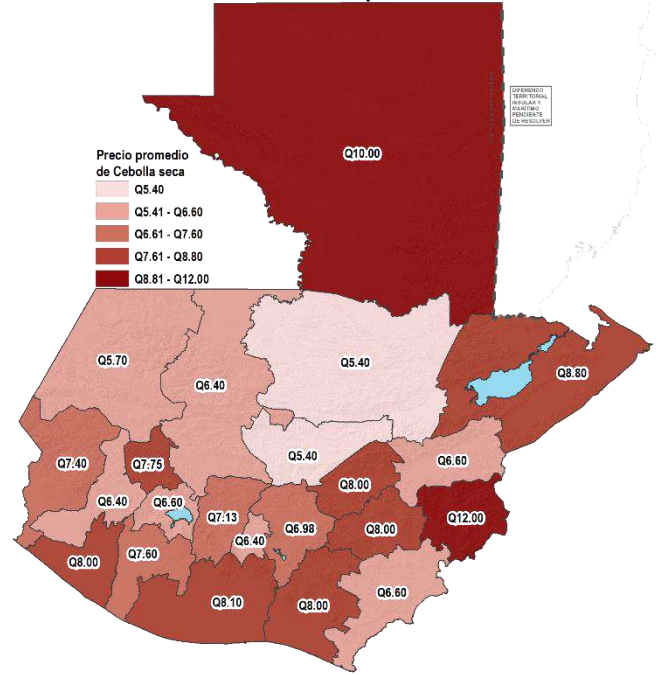 DIFERENDO
TERRITORIAL
INSULAR Y
MARÍTIMO
PENDIENTE
DE RESOLVER
Q10.00
Precio promedio
de Cebolla seca
Q5.40
Q5.41 - Q6.60
Q6.61 - Q7.60
Q7.61 - Q8.80
Q8.81 - Q12.00
Q5.70
Q6.40
Q5.40
Q8.80
Q7.40
Q7.75
Q5.40
Q6.60
Q6.40
Q6.60
Q8.00
Q7.13
Q6.40
Q6.98
Q8.00
Q12.00
Q8.00
Q7.60
Q8.10
Q8.00
Q6.60